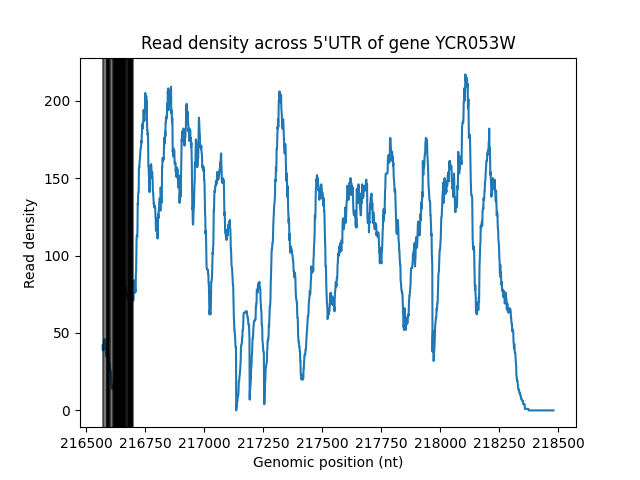 Read density across 5'UTR of gene YCR053W
200
150
100
50
0
Read density
216500 216750 217000 217250 217500 217750 218000 218250 218500
Genomic position (nt)